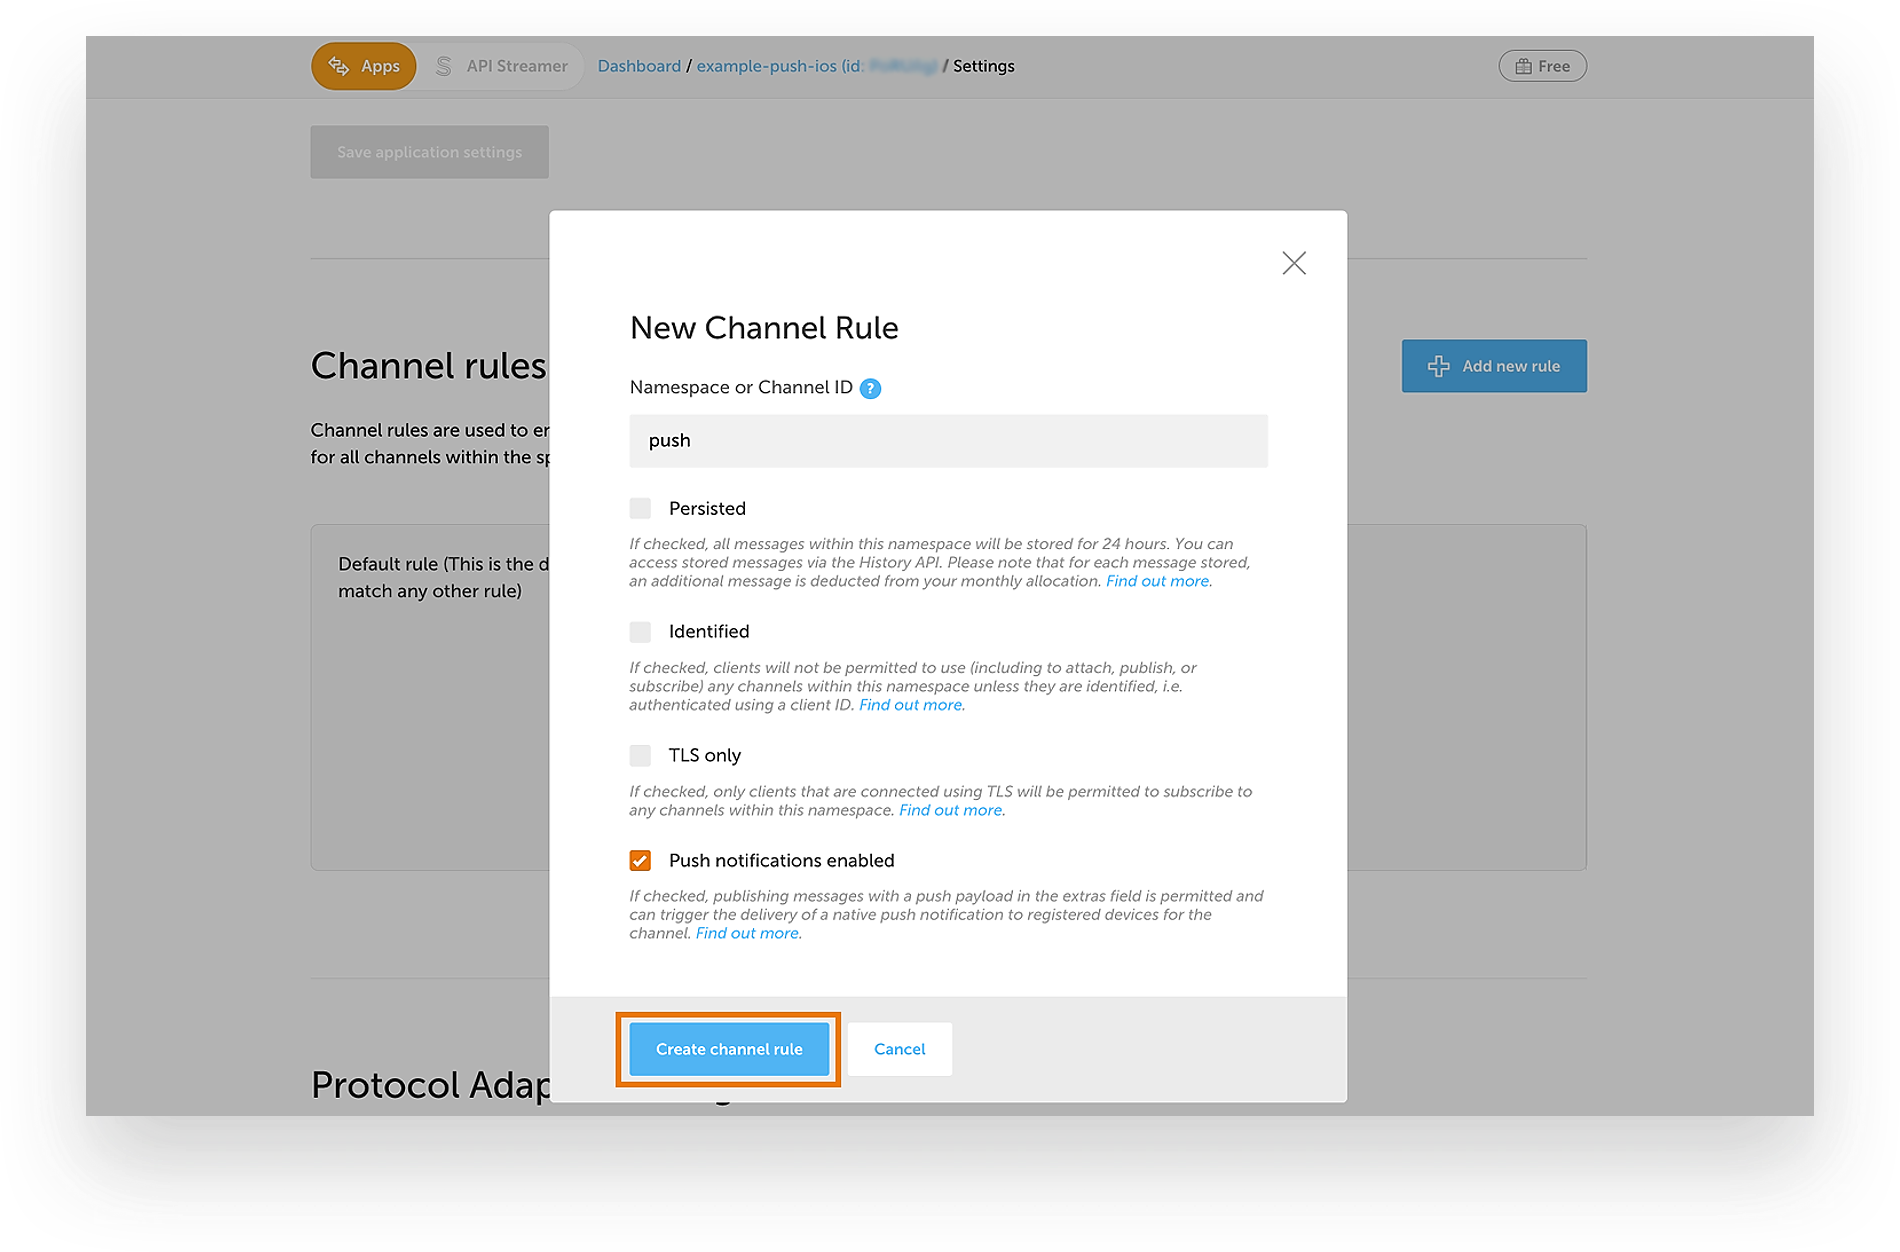 Apps
API Streamer
Dashboard / example-push-ios (id: / Settings
Free
Save application settings
New Channel Rule
Channel rules
Add new rule
Namespace or Channel ID ?
Channel rules are used to
for all channels within the
push
Persisted
If checked, all messages within this namespace will be stored for 24 hours. You can
access stored messages via the History API. Please note that for each message stored,
an additional message is deducted from your monthly allocation. Find out more.
Default rule (This is the
match any other rule)
Identified
If checked, clients will not be permitted to use (including to attach, publish, or
subscribe) any channels within this namespace unless they are identified, i.e.
authenticated using a client ID. Find out more.
TLS only
If checked, only clients that are connected using TLS will be permitted to subscribe to
any channels within this namespace. Find out more.
Push notifications enabled
If checked, publishing messages with a push payload in the extras field is permitted and
can trigger the delivery of a native push notification to registered devices for the
channel. Find out more.
Create channel rule
Cancel
Protocol